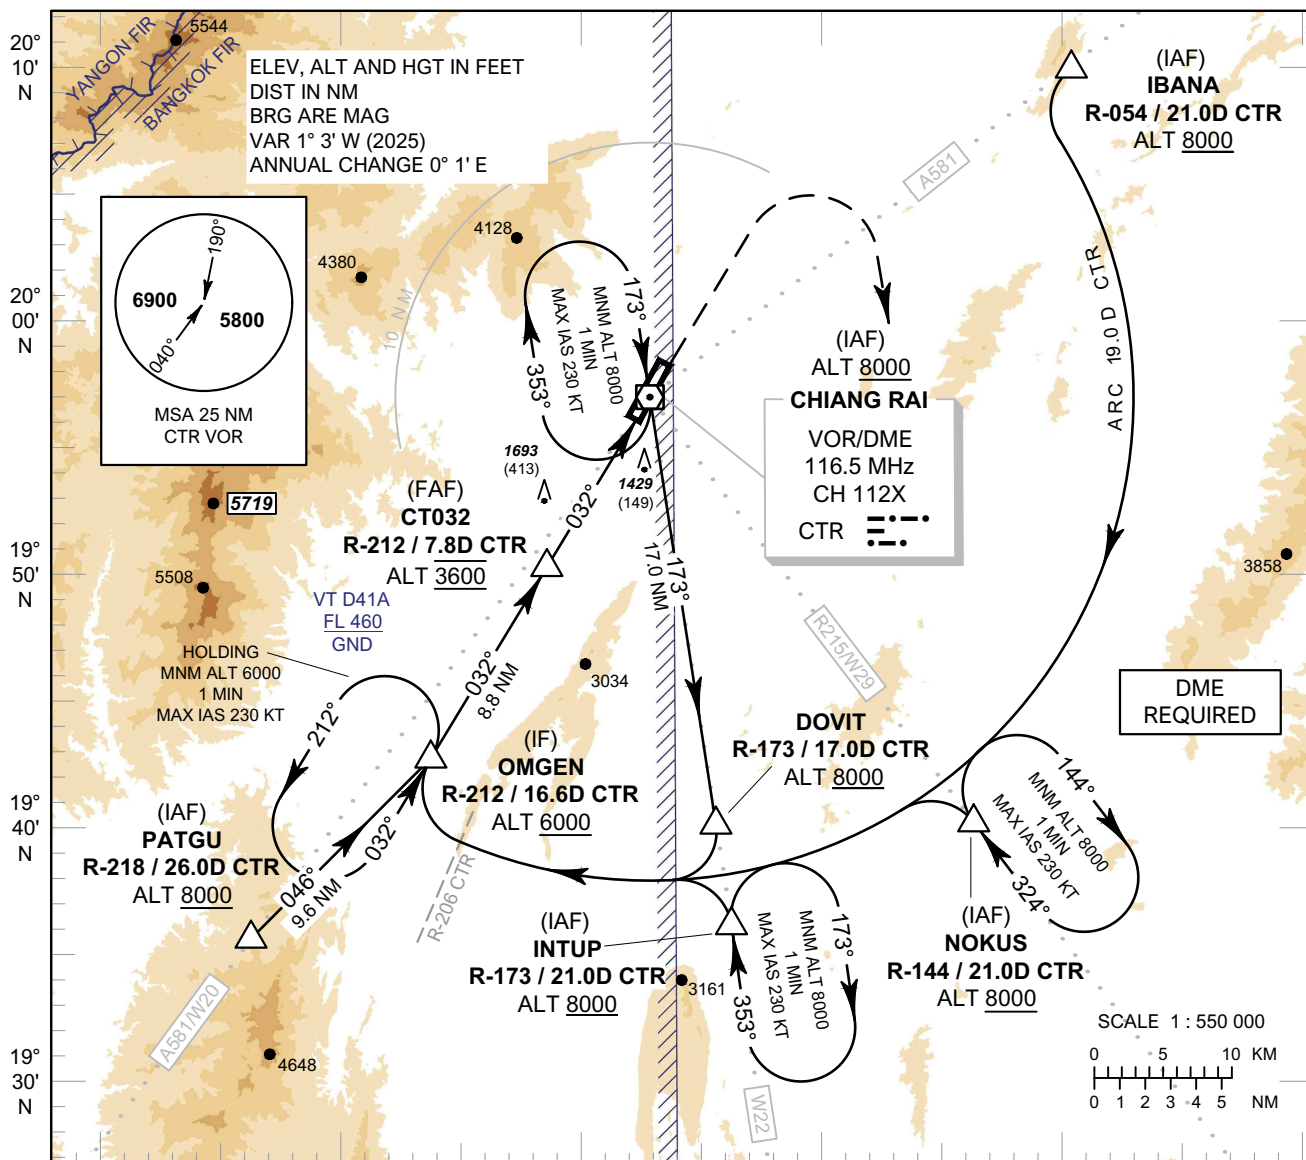 20°
10'
N
20°
00'
N
19°
50'
N
19°
40'
N
19°
30'
N
5544
YANGON FIR
BANGKOK FIR
ELEV, ALT AND HGT IN FEET
DIST IN NM
BRG ARE MAG
VAR 1° 3' W (2025)
ANNUAL CHANGE 0° 1' E
(IAF)
IBANA
R-054 / 21.0D CTR
ALT 8000
A581
190°
6900
5800
040°
MSA 25 NM
CTR VOR
4128
4380
10 NM
173°
MNM ALT 8000
1 MIN
MAX IAS 230 KT
353°
ARC 19.0 D CTR
(IAF)
ALT 8000
CHIANG RAI
VOR/DME
116.5 MHz
CH 112X
CTR
1693
(413)
1429
(149)
5719
(FAF)
CT032
R-212 / 7.8D CTR
ALT 3600
032°
173°
17.0 NM
3858
5508
VT D41A
FL 460
GND
HOLDING
MNM ALT 6000
1 MIN
MAX IAS 230 KT
212°
032°
8.8 NM
3034
R215/W29
DME
REQUIRED
DOVIT
R-173 / 17.0D CTR
ALT 8000
(IF)
OMGEN
R-212 / 16.6D CTR
ALT 6000
(IAF)
PATGU
R-218 / 26.0D CTR
ALT 8000
032°
046°
9.6 NM
R-206 CTR
144°
MNM ALT 8000
1 MIN
MAX IAS 230 KT
324°
(IAF)
INTUP
R-173 / 21.0D CTR
ALT 8000
173°
MNM ALT 8000
1 MIN
MAX IAS 230 KT
353°
(IAF)
NOKUS
R-144 / 21.0D CTR
ALT 8000
3161
A581/W20
4648
W22
SCALE 1 : 550 000
0 5 10 KM
0 1 2 3 4 5 NM